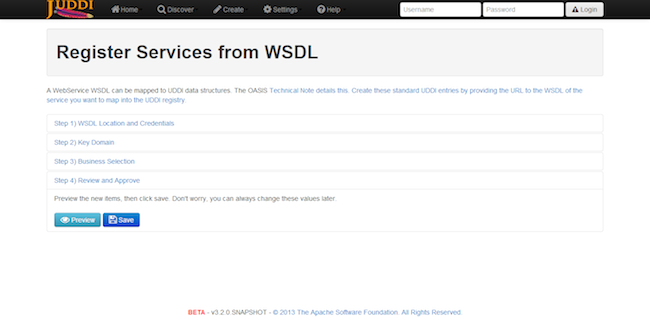 JUDDI Home Discover Create Settings Help Username Password Login
Register Services from WSDL
A WebService WSDL can be mapped to UDDI data structures. The OASIS Technical Note details this. Create these standard UDDI entries by providing the URL to the WSDL of the
service you want to map into the UDDI registry.
Step 1) WSDL Location and Credentials
Step 2) Key Domain
Step 3) Business Selection
Step 4) Review and Approve
Preview the new items, then click save. Don't worry, you can always change these values later.
Preview Save
BETA - v3.2.0 SNAPSHOT - © 2013 The Apache Software Foundation. All Rights Reserved.